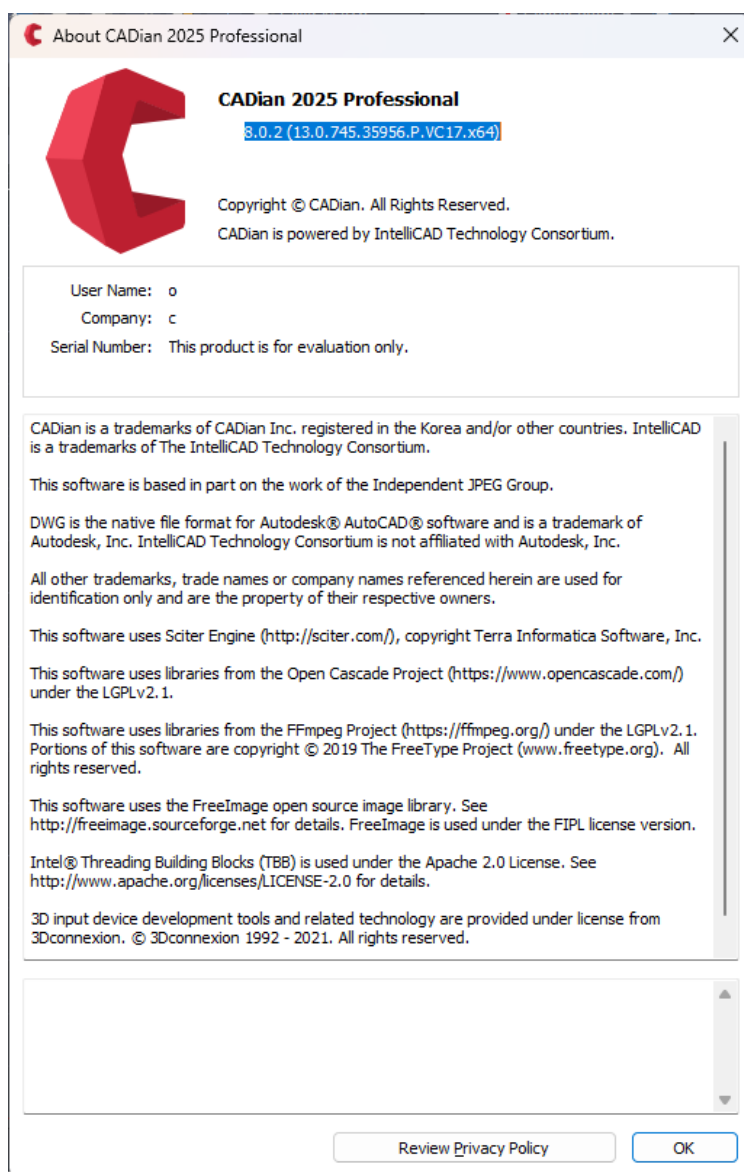 About CADian 2025 Professional
CADian 2025 Professional
8.0.2 (13.0.745.35956.P.VC17.x64)
Copyright © CADian. All Rights Reserved.
CADian is powered by IntelliCAD Technology Consortium.
User Name: o
Company: c
Serial Number: This product is for evaluation only.
CADian is a trademarks of CADian Inc. registered in the Korea and/or other countries. IntelliCAD
is a trademarks of The IntelliCAD Technology Consortium.
This software is based in part on the work of the Independent JPEG Group.
DWG is the native file format for Autodesk® AutoCAD® software and is a trademark of
Autodesk, Inc. IntelliCAD Technology Consortium is not affiliated with Autodesk, Inc.
All other trademarks, trade names or company names referenced herein are used for
identification only and are the property of their respective owners.
This software uses Sciter Engine (http://sciter.com/), copyright Terra Informatica Software, Inc.
This software uses libraries from the Open Cascade Project (https://www.opencascade.com/)
under the LGPLv2.1.
This software uses libraries from the FFmpeg Project (https://ffmpeg.org/) under the LGPLv2.1.
Portions of this software are copyright © 2019 The FreeType Project (www.freetype.org).  All
rights reserved.
This software uses the FreeImage open source image library. See
http://freeimage.sourceforge.net for details. FreeImage is used under the FIPL license version.
Intel® Threading Building Blocks (TBB) is used under the Apache 2.0 License. See
http://www.apache.org/licenses/LICENSE-2.0 for details.
3D input device development tools and related technology are provided under license from
3Dconnexion. © 3Dconnexion 1992 - 2021. All rights reserved.
Review Privacy Policy
OK